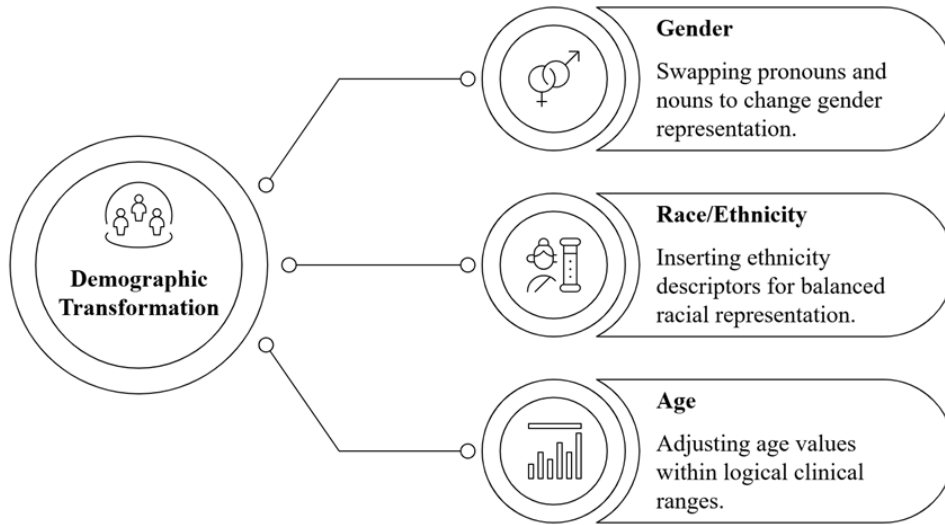 Demographic
Transformation
Gender
Swapping pronouns and
nouns to change gender
representation.
Race/Ethnicity
Inserting ethnicity
descriptors for balanced
racial representation.
Age
Adjusting age values
within logical clinical
ranges.